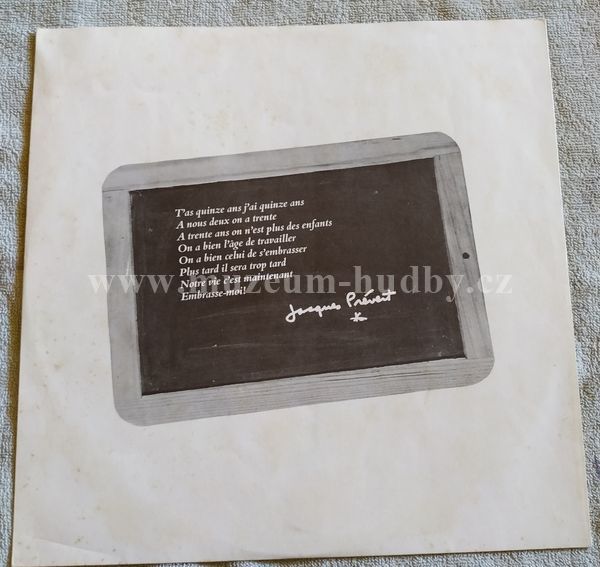 T'as quinze ans j'ai quinze ans
A nous deux on a trente
A trente ans on n'est plus des enfants
On a bien l'âge de travailler
On a bien celui de s'embrasser
Plus tard il sera trop tard
Notre vie c'est maintenant
Embrasse-moi!
Jacques Prévert
www.muzeum-hudby.cz